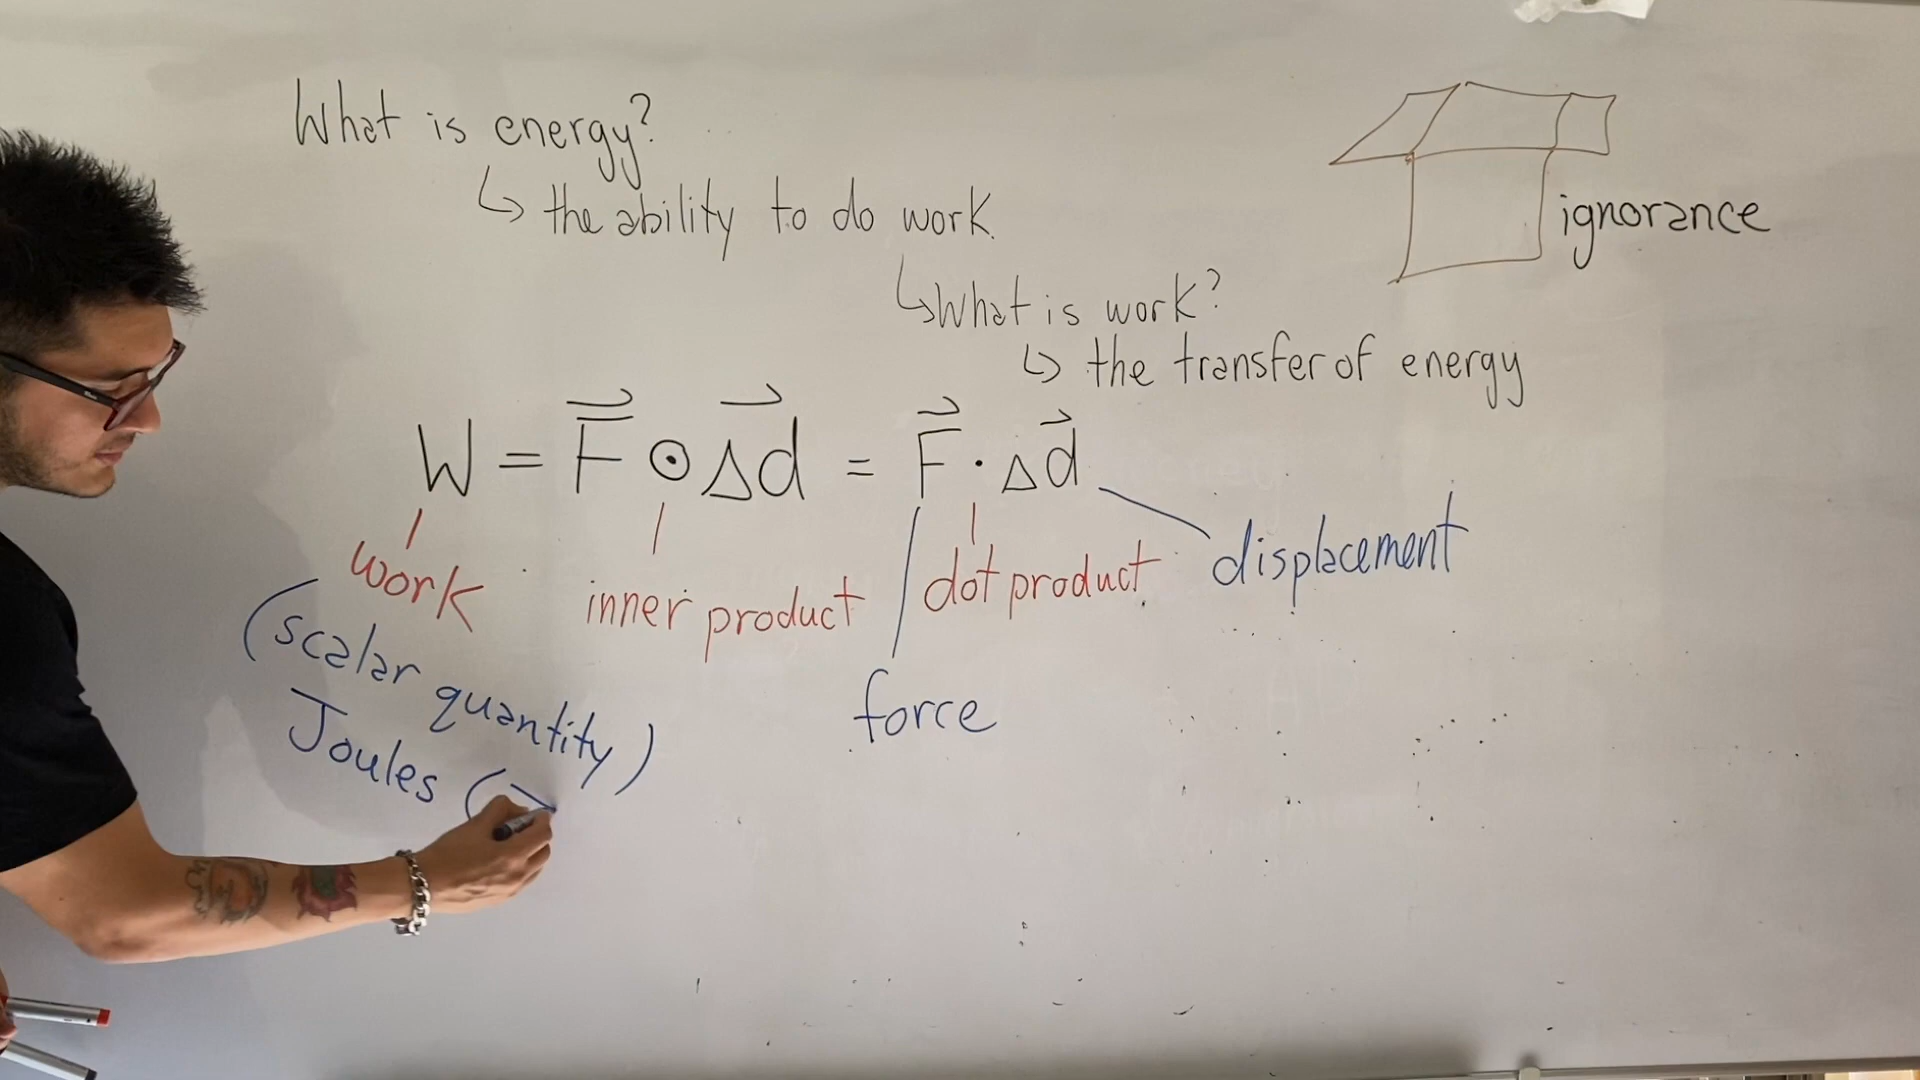 What is energy?
↳ the ability to do work.
ignorance
↳ What is work?
↳ the transfer of energy
W = F⃗ ⊙ Δd⃗ = F⃗ · Δd⃗
work
inner product
dot product
displacement
(scalar quantity)
force
Joules (